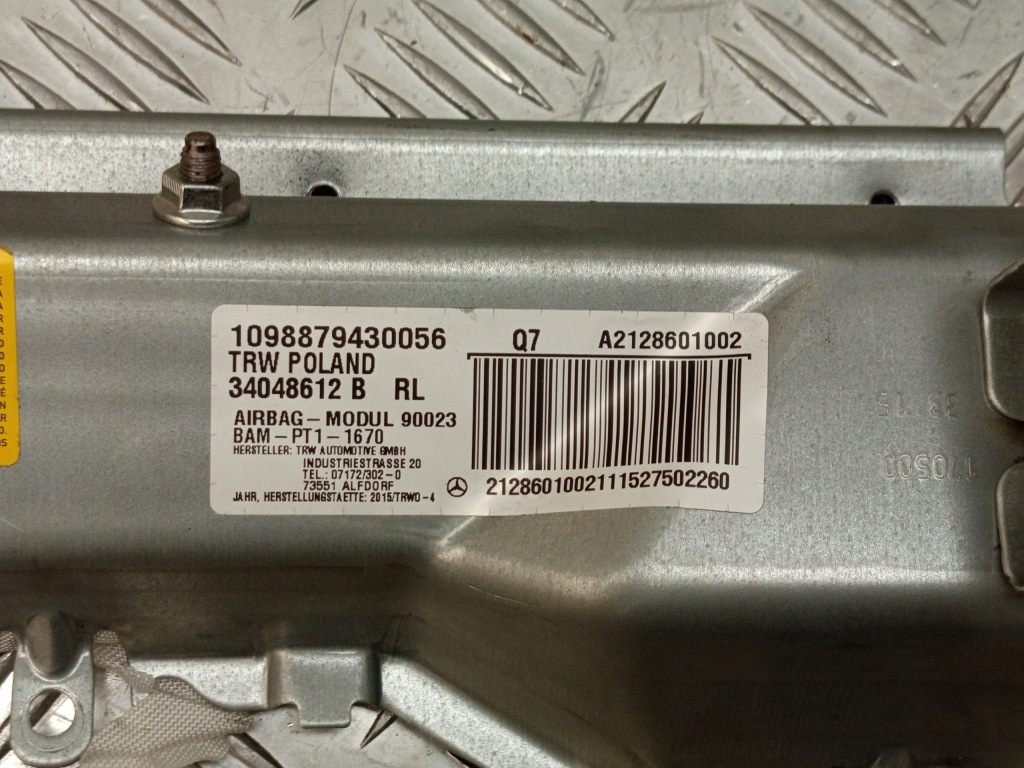 1098879430056
TRW POLAND
34048612 B RL
AIRBAG-MODUL 90023
BAM-PT1-1670
HERSTELLER: TRW AUTOMOTIVE GMBH
INDUSTRIESTRASSE 20
TEL.: 07172/302-0
73551 ALFDORF
JAHR, HERSTELLUNGSTAETTE: 2015/TRWO-4
Q7 A2128601002
2128601002111527502260